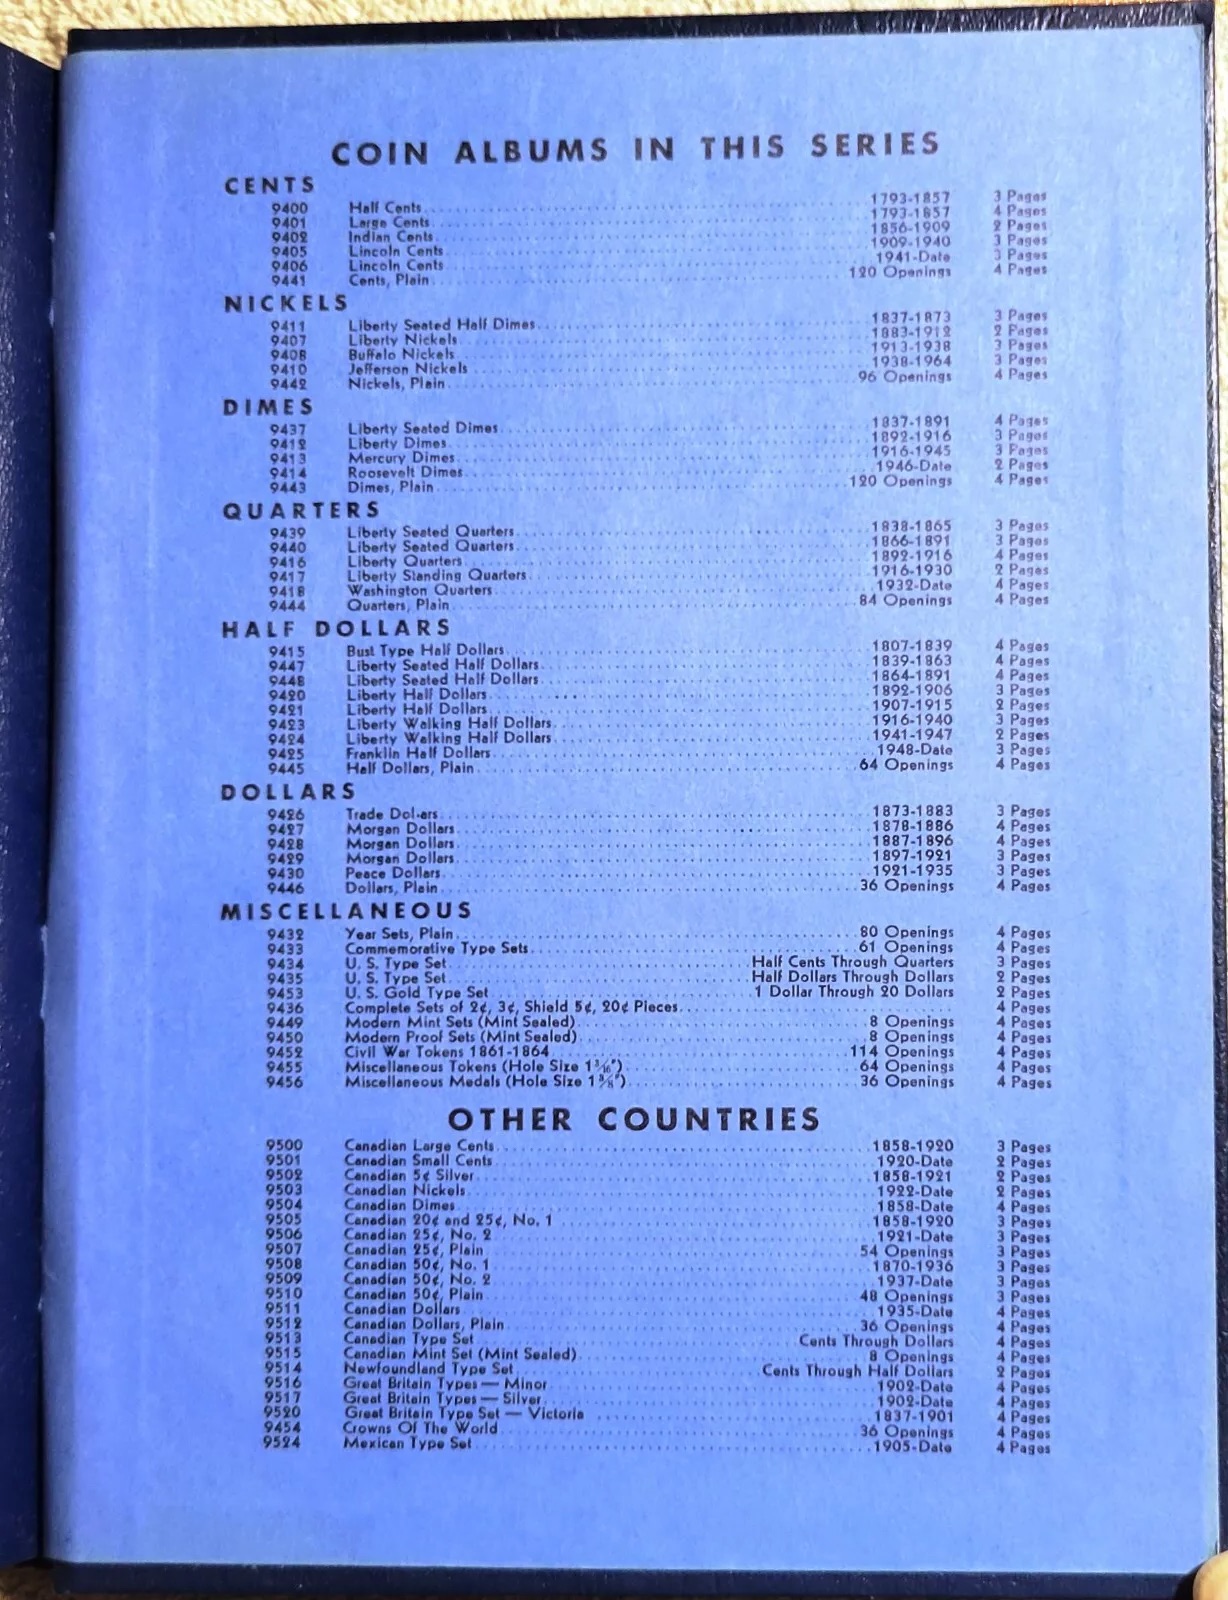 COIN ALBUMS IN THIS SERIES
CENTS
9400 Half Cents 1793-1857 3 Pages
9401 Large Cents 1793-1857 4 Pages
9402 Indian Cents 1856-1909 2 Pages
9405 Lincoln Cents 1909-1940 3 Pages
9406 Lincoln Cents 1941-Date 3 Pages
9441 Cents, Plain 120 Openings 4 Pages
NICKELS
9411 Liberty Seated Half Dimes 1837-1873 3 Pages
9407 Liberty Nickels 1883-1912 2 Pages
9408 Buffalo Nickels 1913-1938 3 Pages
9410 Jefferson Nickels 1938-1964 3 Pages
9442 Nickels, Plain 96 Openings 4 Pages
DIMES
9437 Liberty Seated Dimes 1837-1891 4 Pages
9412 Liberty Dimes 1892-1916 3 Pages
9413 Mercury Dimes 1916-1945 3 Pages
9414 Roosevelt Dimes 1946-Date 2 Pages
9443 Dimes, Plain 120 Openings 4 Pages
QUARTERS
9439 Liberty Seated Quarters 1838-1865 3 Pages
9440 Liberty Seated Quarters 1866-1891 3 Pages
9416 Liberty Quarters 1892-1916 4 Pages
9417 Liberty Standing Quarters 1916-1930 2 Pages
9418 Washington Quarters 1932-Date 4 Pages
9444 Quarters, Plain 84 Openings 4 Pages
HALF DOLLARS
9415 Bust Type Half Dollars 1807-1839 4 Pages
9447 Liberty Seated Half Dollars 1839-1863 4 Pages
9448 Liberty Seated Half Dollars 1864-1891 4 Pages
9420 Liberty Half Dollars 1892-1906 3 Pages
9421 Liberty Half Dollars 1907-1915 2 Pages
9423 Liberty Walking Half Dollars 1916-1940 3 Pages
9424 Liberty Walking Half Dollars 1941-1947 2 Pages
9425 Franklin Half Dollars 1948-Date 3 Pages
9445 Half Dollars, Plain 64 Openings 4 Pages
DOLLARS
9426 Trade Dollars 1873-1883 3 Pages
9427 Morgan Dollars 1878-1886 4 Pages
9428 Morgan Dollars 1887-1896 4 Pages
9429 Morgan Dollars 1897-1921 3 Pages
9430 Peace Dollars 1921-1935 3 Pages
9446 Dollars, Plain 36 Openings 4 Pages
MISCELLANEOUS
9432 Year Sets, Plain 80 Openings 4 Pages
9433 Commemorative Type Sets 61 Openings 4 Pages
9434 U. S. Type Set Half Cents Through Quarters 3 Pages
9435 U. S. Type Set Half Dollars Through Dollars 2 Pages
9453 U. S. Gold Type Set 1 Dollar Through 20 Dollars 2 Pages
9436 Complete Sets of 2¢, 3¢, Shield 5¢, 20¢ Pieces 4 Pages
9449 Modern Mint Sets (Mint Sealed) 8 Openings 4 Pages
9450 Modern Proof Sets (Mint Sealed) 8 Openings 4 Pages
9452 Civil War Tokens 1861-1864 114 Openings 4 Pages
9455 Miscellaneous Tokens (Hole Size 1 3/16") 64 Openings 4 Pages
9456 Miscellaneous Medals (Hole Size 1 3/8") 36 Openings 4 Pages
OTHER COUNTRIES
9500 Canadian Large Cents 1858-1920 3 Pages
9501 Canadian Small Cents 1920-Date 2 Pages
9502 Canadian 5¢ Silver 1858-1921 2 Pages
9503 Canadian Nickels 1922-Date 2 Pages
9504 Canadian Dimes 1858-Date 4 Pages
9505 Canadian 20¢ and 25¢, No. 1 1858-1920 3 Pages
9506 Canadian 25¢, No. 2 1921-Date 3 Pages
9507 Canadian 25¢, Plain 54 Openings 3 Pages
9508 Canadian 50¢, No. 1 1870-1936 3 Pages
9509 Canadian 50¢, No. 2 1937-Date 3 Pages
9510 Canadian 50¢, Plain 48 Openings 3 Pages
9511 Canadian Dollars 1935-Date 4 Pages
9512 Canadian Dollars, Plain 36 Openings 4 Pages
9513 Canadian Type Set Cents Through Dollars 4 Pages
9515 Canadian Mint Set (Mint Sealed) 8 Openings 4 Pages
9514 Newfoundland Type Set Cents Through Half Dollars 2 Pages
9516 Great Britain Types — Minor 1902-Date 4 Pages
9517 Great Britain Types — Silver 1902-Date 4 Pages
9520 Great Britain Type Set — Victoria 1837-1901 4 Pages
9454 Crowns Of The World 36 Openings 4 Pages
9524 Mexican Type Set 1905-Date 4 Pages